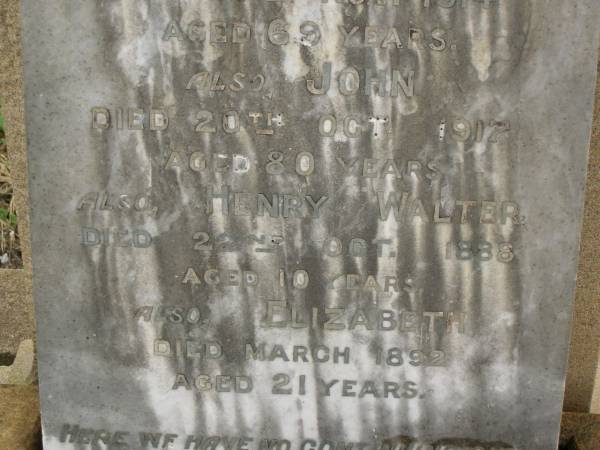 AGED 69 YEARS.
ALSO, JOHN
DIED 20TH OCT 1917
AGED 80 YEARS
ALSO, HENRY WALTER,
DIED 22ND OCT. 1888
AGED 10 YEARS
ALSO, ELIZABETH
DIED MARCH 1892
AGED 21 YEARS.
HERE WE HAVE NO